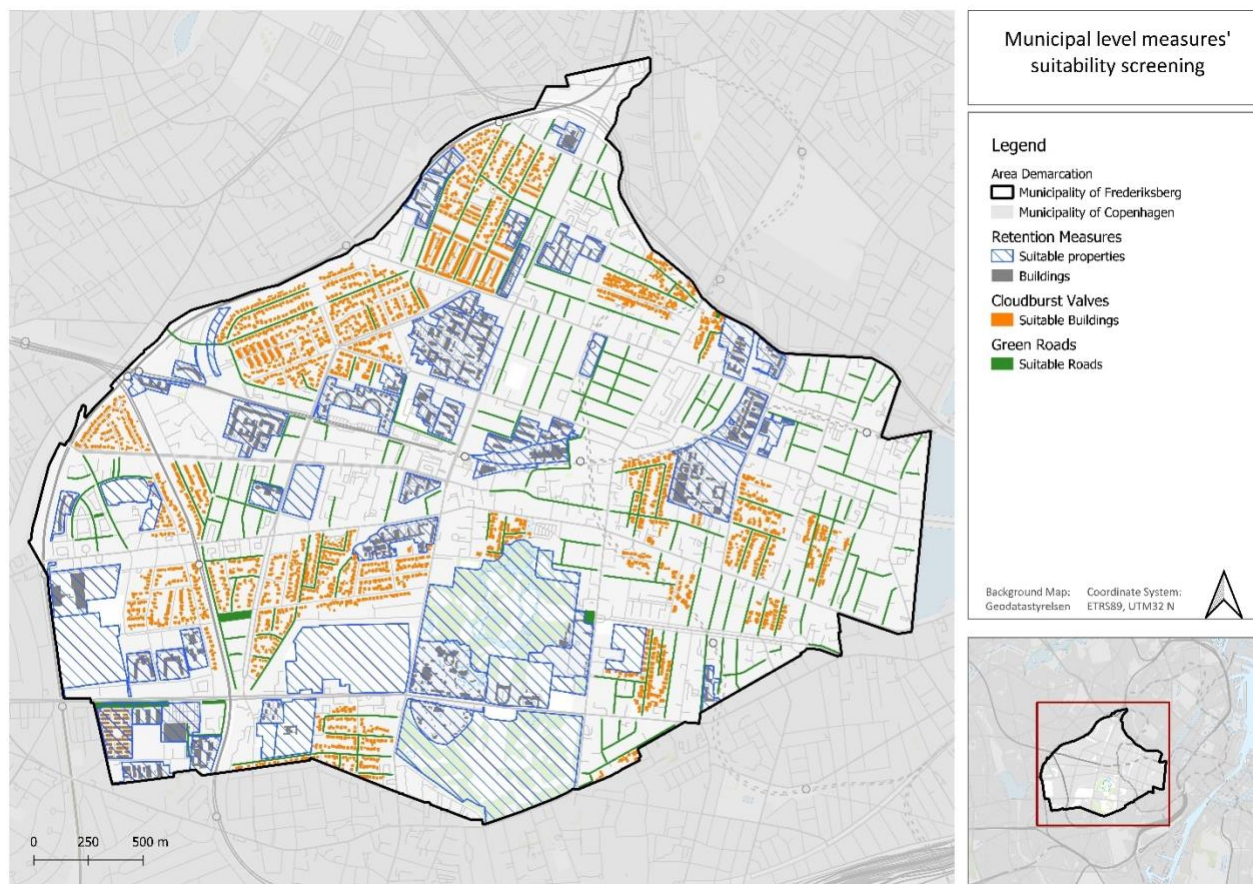 Municipal level measures'
suitability screening
Legend
Area Demarcation
Municipality of Frederiksberg
Municipality of Copenhagen
Retention Measures
Suitable properties
Buildings
Cloudburst Valves
Suitable Buildings
Green Roads
Suitable Roads
Background Map: Coordinate System:
Geodatastyrelsen ETRS89, UTM32 N
0 250 500 m